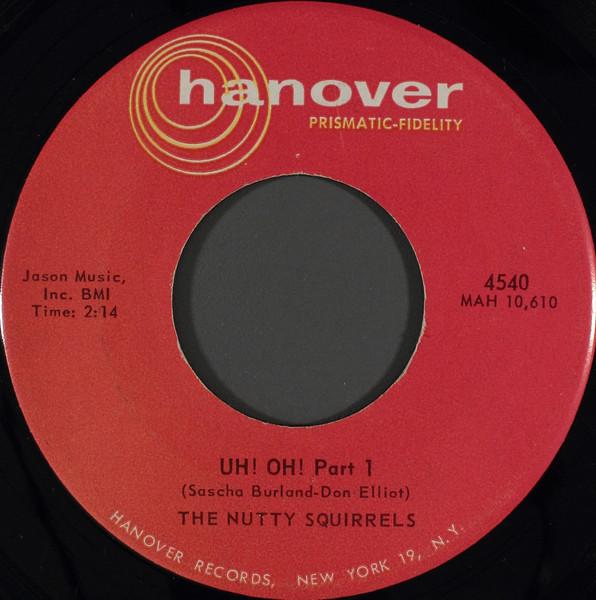 hanover
PRISMATIC-FIDELITY
Jason Music,
Inc. BMI
Time: 2:14
4540
MAH 10,610
UH! OH! Part 1
(Sascha Burland-Don Elliot)
THE NUTTY SQUIRRELS
HANOVER RECORDS, NEW YORK 19, N.Y.